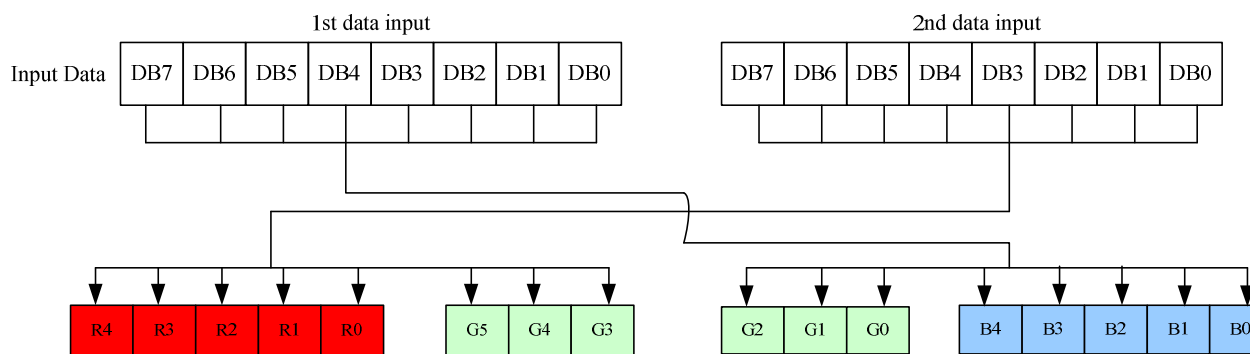 1st data input 2nd data input
Input Data DB7 DB6 DB5 DB4 DB3 DB2 DB1 DB0 DB7 DB6 DB5 DB4 DB3 DB2 DB1 DB0
R4 R3 R2 R1 R0 G5 G4 G3 G2 G1 G0 B4 B3 B2 B1 B0